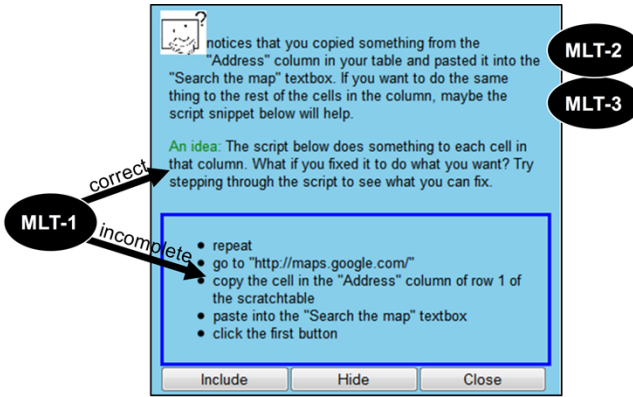 ?
notices that you copied something from the
"Address" column in your table and pasted it into the
"Search the map" textbox. If you want to do the same
thing to the rest of the cells in the column, maybe the
script snippet below will help.
An idea: The script below does something to each cell in
that column. What if you fixed it to do what you want? Try
stepping through the script to see what you can fix.
• repeat
• go to "http://maps.google.com/"
• copy the cell in the "Address" column of row 1 of
the scratchtable
• paste into the "Search the map" textbox
• click the first button
Include Hide Close
MLT-1
correct
incomplete
MLT-2
MLT-3